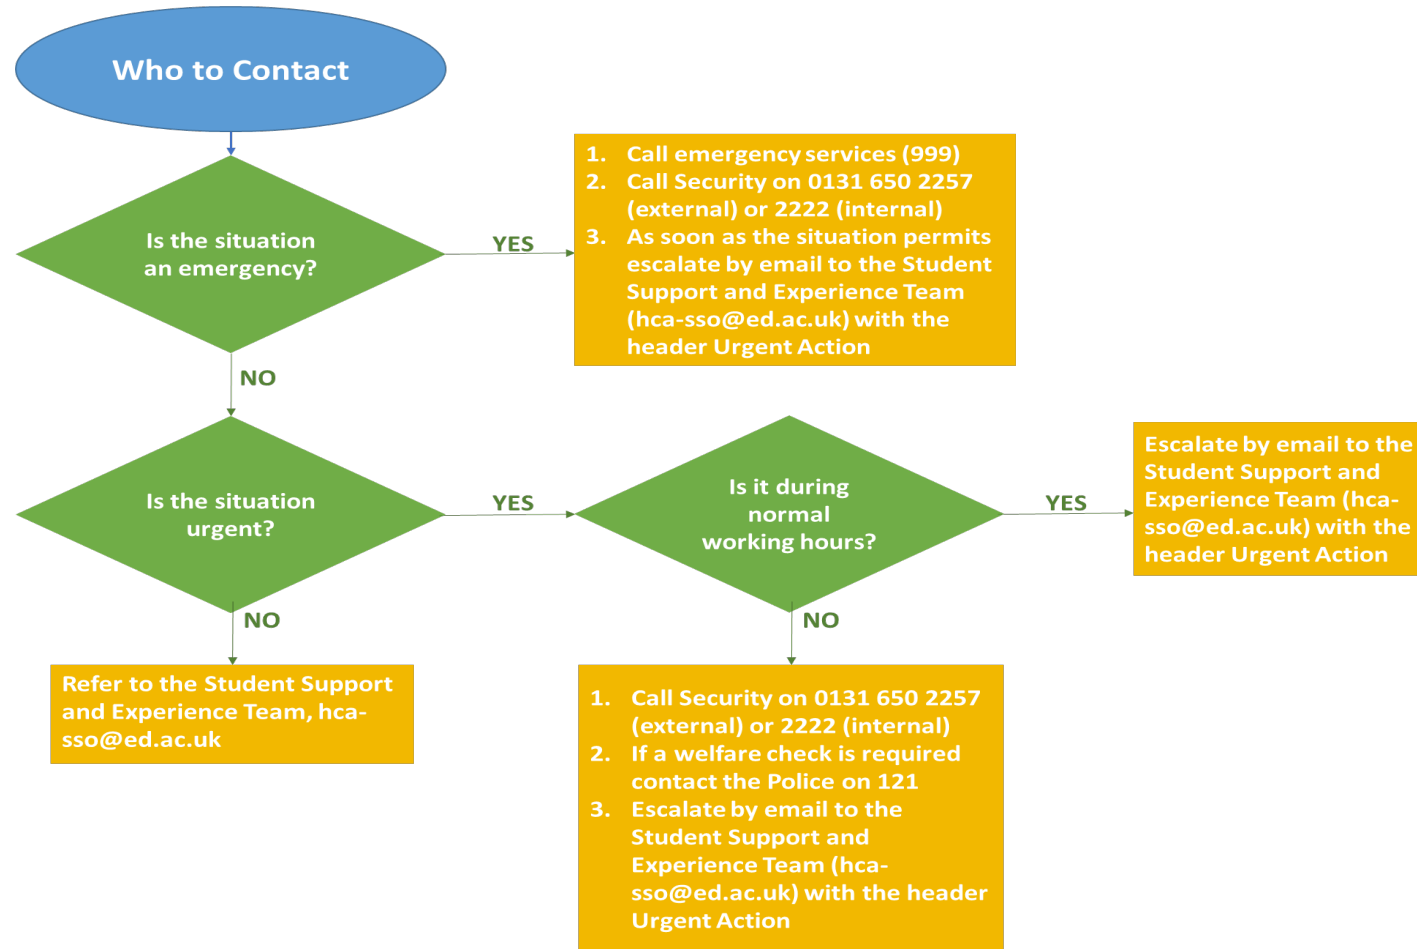 Who to Contact
Is the situation
an emergency?
YES
1. Call emergency services (999)
2. Call Security on 0131 650 2257
(external) or 2222 (internal)
3. As soon as the situation permits
escalate by email to the Student
Support and Experience Team
(hca-sso@ed.ac.uk) with the
header Urgent Action
NO
Is the situation
urgent?
YES
Is it during
normal
working hours?
YES
Escalate by email to the
Student Support and
Experience Team (hca-
sso@ed.ac.uk) with the
header Urgent Action
NO
Refer to the Student Support
and Experience Team, hca-
sso@ed.ac.uk
NO
1. Call Security on 0131 650 2257
(external) or 2222 (internal)
2. If a welfare check is required
contact the Police on 121
3. Escalate by email to the
Student Support and
Experience Team (hca-
sso@ed.ac.uk) with the header
Urgent Action